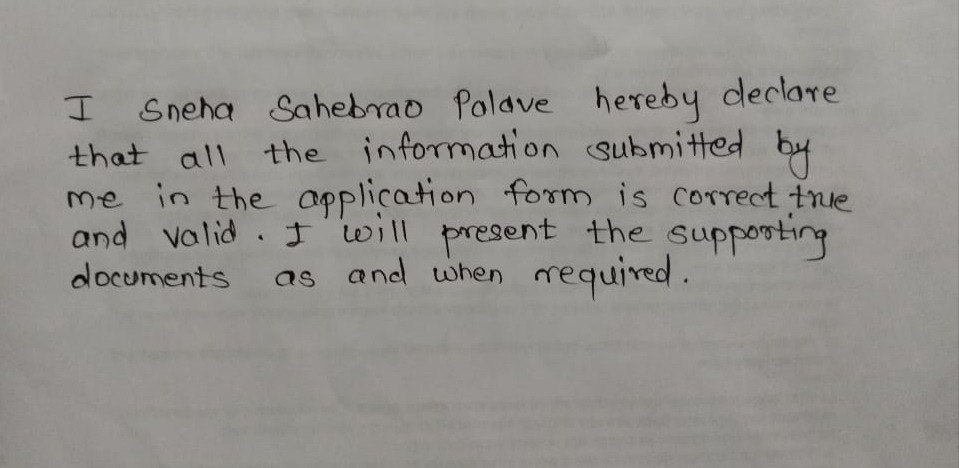 I Sneha Sahebrao Palave hereby declare
that all the information submitted by
me in the application form is correct true
and valid. I will present the supporting
documents as and when required.